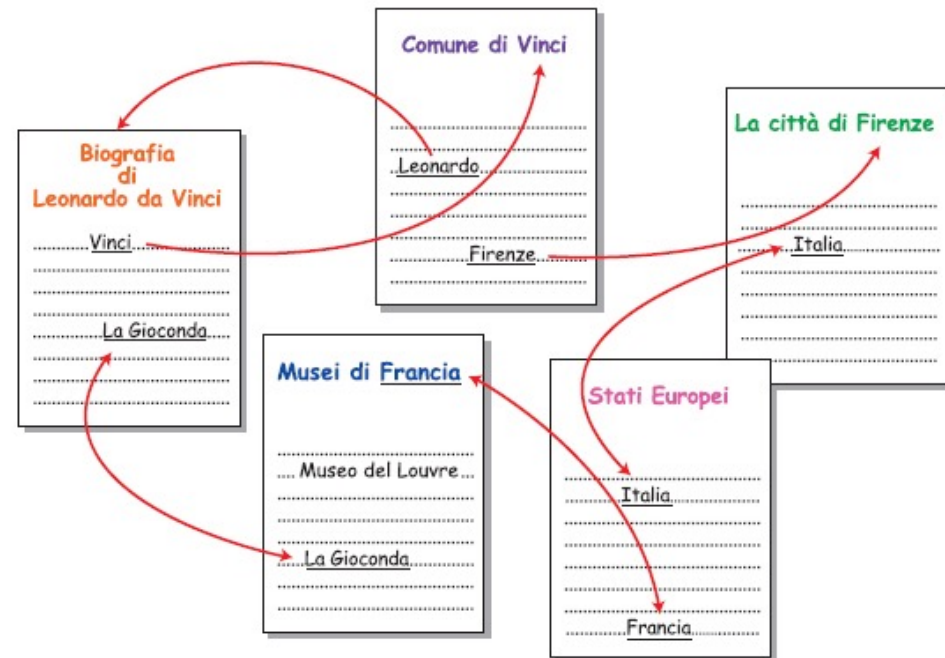 Comune di Vinci
Leonardo
Firenze
La città di Firenze
Italia
Biografia
di
Leonardo da Vinci
Vinci
La Gioconda
Musei di Francia
Museo del Louvre
La Gioconda
Stati Europei
Italia
Francia